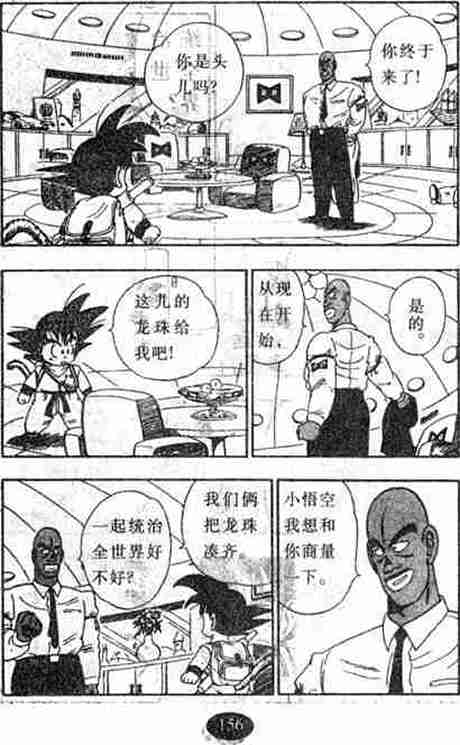 你终于
来了!
你是头
儿吗?
是的。
从现
在开
始,
这儿的
龙珠给
我吧!
小悟空
我想和
你商量
一下。
我们俩
把龙珠
凑齐。
一起统治
全世界好
不好?
156